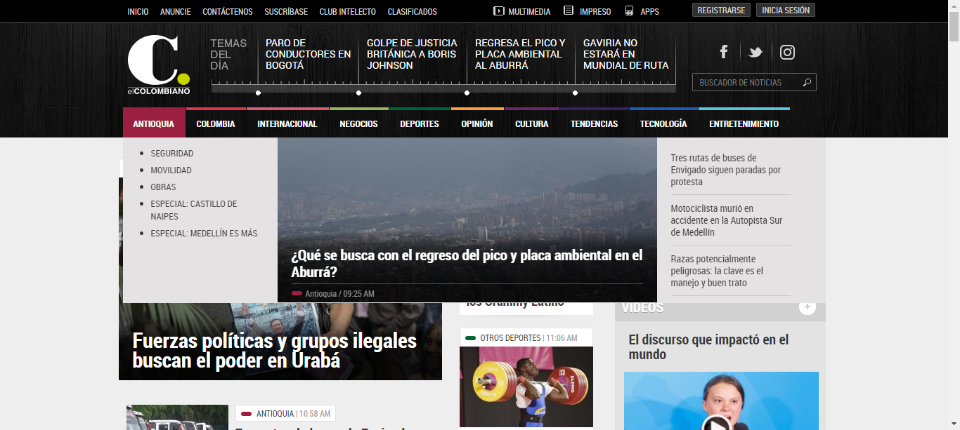 INICIO ANUNCIE CONTÁCTENOS SUSCRÍBASE CLUB INTELECTO CLASIFICADOS MULTIMEDIA IMPRESO APPS REGISTRARSE INICIA SESIÓN
C.
elCOLOMBIANO
TEMAS
DEL
DÍA
PARO DE
CONDUCTORES EN
BOGOTÁ
GOLPE DE JUSTICIA
BRITÁNICA A BORIS
JOHNSON
REGRESA EL PICO Y
PLACA AMBIENTAL
AL ABURRÁ
GAVIRIA NO
ESTARÁ EN
MUNDIAL DE RUTA
BUSCADOR DE NOTICIAS
ANTIOQUIA COLOMBIA INTERNACIONAL NEGOCIOS DEPORTES OPINIÓN CULTURA TENDENCIAS TECNOLOGÍA ENTRETENIMIENTO
SEGURIDAD
MOVILIDAD
OBRAS
ESPECIAL: CASTILLO DE
NAIPES
ESPECIAL: MEDELLÍN ES MÁS
¿Qué se busca con el regreso del pico y placa ambiental en el
Aburrá?
Antioquia / 09:25 AM
Tres rutas de buses de
Envigado siguen paradas por
protesta
Motociclista murió en
accidente en la Autopista Sur
de Medellín
Razas potencialmente
peligrosas: la clave es el
manejo y buen trato
Fuerzas políticas y grupos ilegales
buscan el poder en Urabá
ANTIOQUIA | 10:58 AM
los Grammy Latino
OTROS DEPORTES | 11:06 AM
VIDEOS
El discurso que impactó en el
mundo